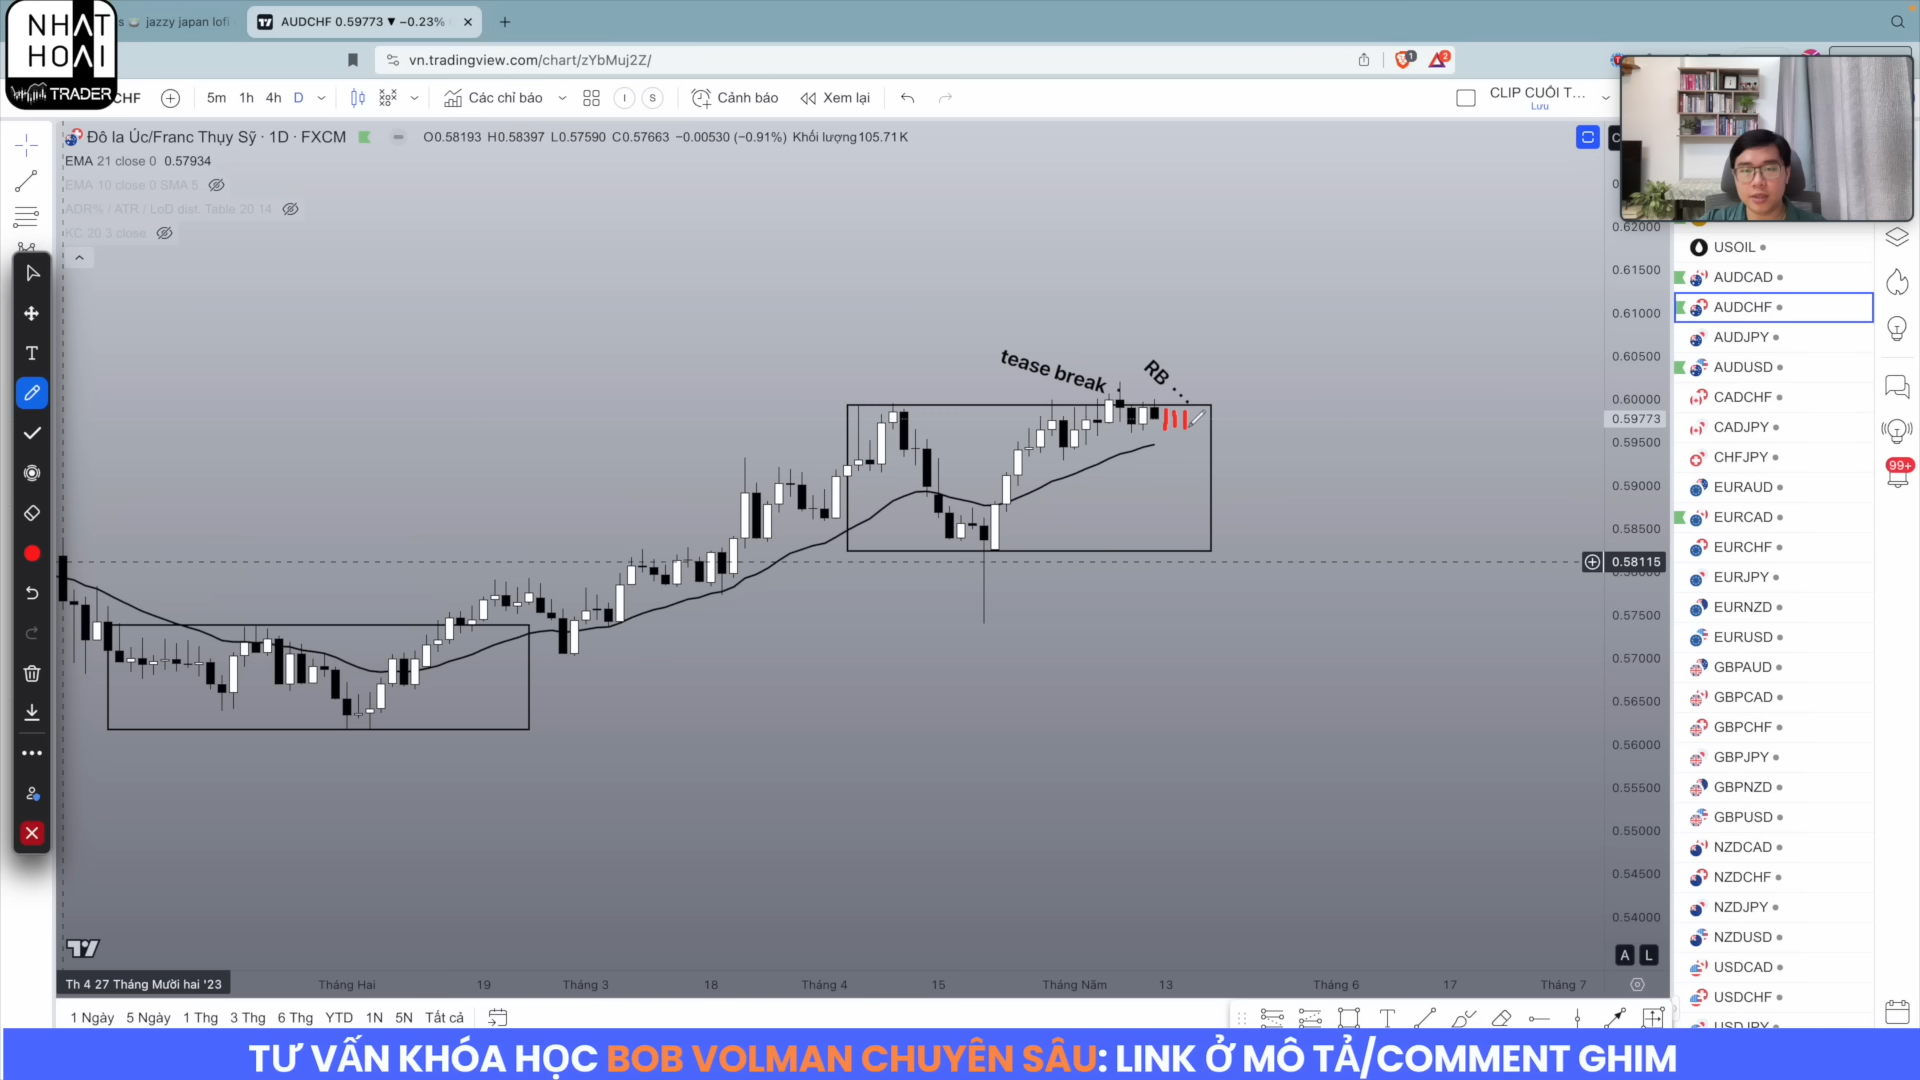 NHAT
HOAI
TRADER
jazzy japan lofi
AUDCHF 0.59773 ▼ −0.23%
vn.tradingview.com/chart/zYbMuj2Z/
1
2
CHF
5m 1h 4h D
Các chỉ báo
I
S
Cảnh báo
Xem lại
CLIP CUỐI T...
Lưu
Đô la Úc/Franc Thụy Sỹ · 1D · FXCM
O0.58193 H0.58397 L0.57590 C0.57663 −0.00530 (−0.91%) Khối lượng105.71K
EMA 21 close 0 0.57934
EMA 10 close 0 SMA 5
ADR% / ATR / LoD dist. Table 20 14
KC 20 3 close
tease break
RB
0.62000
0.61500
0.61000
0.60500
0.60000
0.59773
0.59500
0.59000
0.58500
0.58115
0.57500
0.57000
0.56500
0.56000
0.55500
0.55000
0.54500
0.54000
A L
USOIL
AUDCAD
AUDCHF
AUDJPY
AUDUSD
CADCHF
CADJPY
CHFJPY
EURAUD
EURCAD
EURCHF
EURJPY
EURNZD
EURUSD
GBPAUD
GBPCAD
GBPCHF
GBPJPY
GBPNZD
GBPUSD
NZDCAD
NZDCHF
NZDJPY
NZDUSD
USDCAD
USDCHF
USDJPY
99+
Th 4 27 Tháng Mười hai '23
Tháng Hai
19
Tháng 3
18
Tháng 4
15
Tháng Năm
13
Tháng 6
17
Tháng 7
1 Ngày 5 Ngày 1 Thg 3 Thg 6 Thg YTD 1N 5N Tất cả
TƯ VẤN KHÓA HỌC BOB VOLMAN CHUYÊN SÂU: LINK Ở MÔ TẢ/COMMENT GHIM